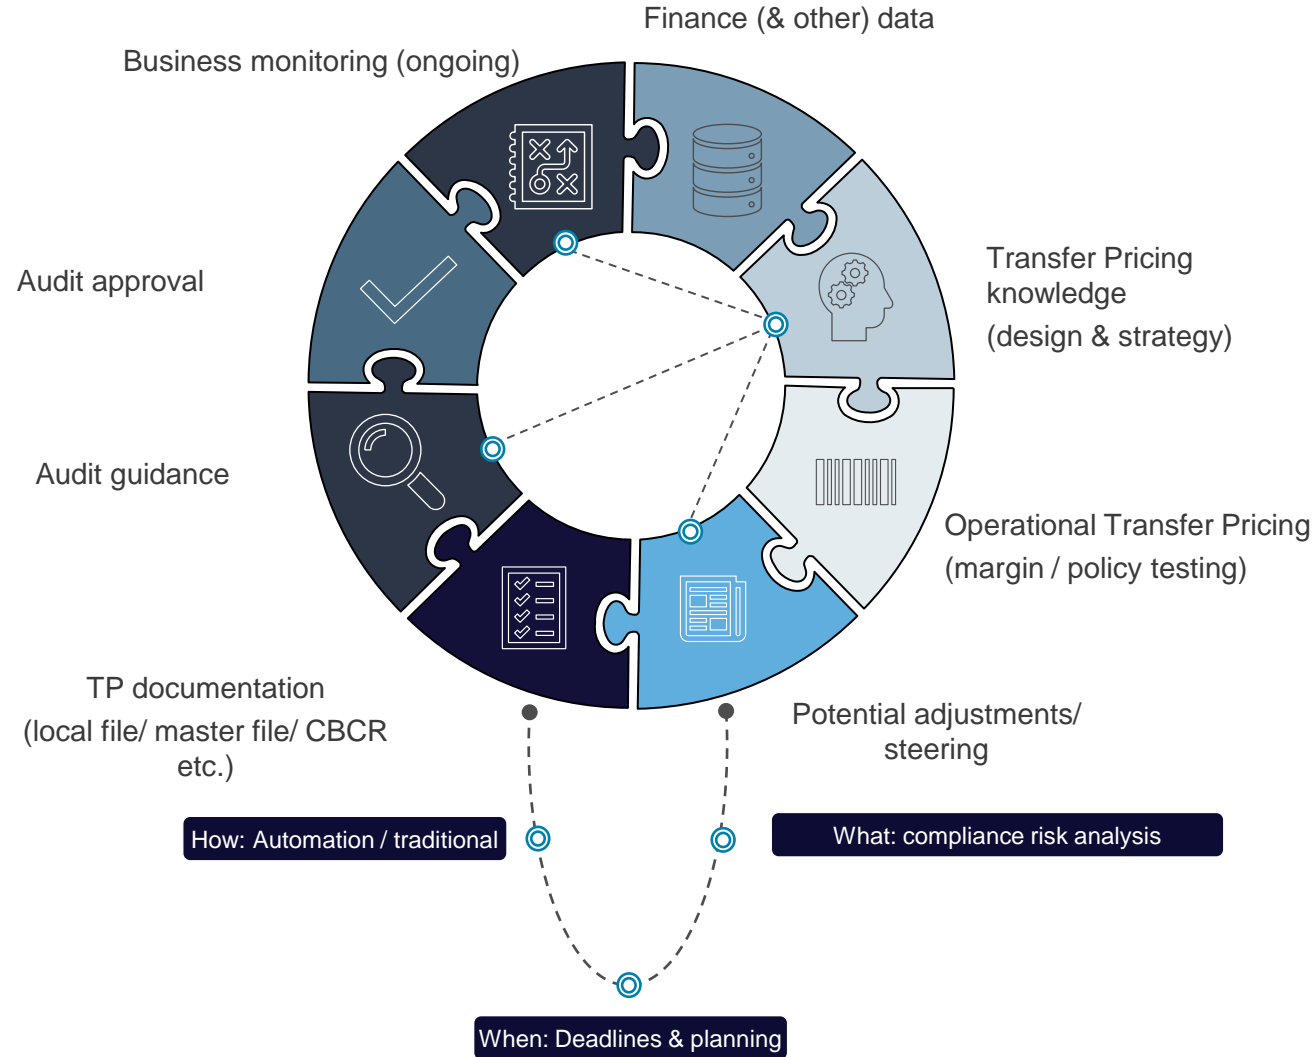 Finance (& other) data
Business monitoring (ongoing)
Transfer Pricing
knowledge
(design & strategy)
Audit approval
Audit guidance
Operational Transfer Pricing
(margin / policy testing)
TP documentation
(local file/ master file/ CBCR
etc.)
Potential adjustments/
steering
How: Automation / traditional
What: compliance risk analysis
When: Deadlines & planning